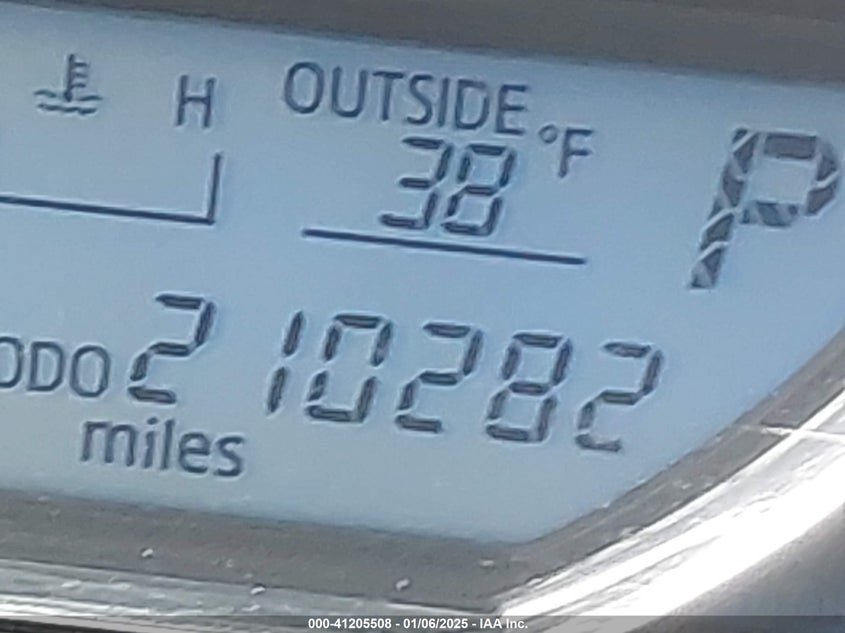 H OUTSIDE
38 °F P
ODO 210282
miles
000-41205508 - 01/06/2025 - IAA Inc.